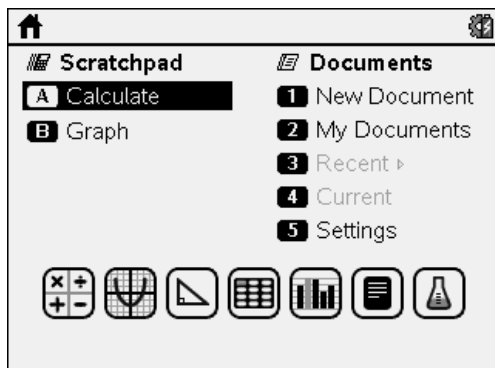 Scratchpad
A Calculate
B Graph
Documents
1 New Document
2 My Documents
3 Recent ▹
4 Current
5 Settings